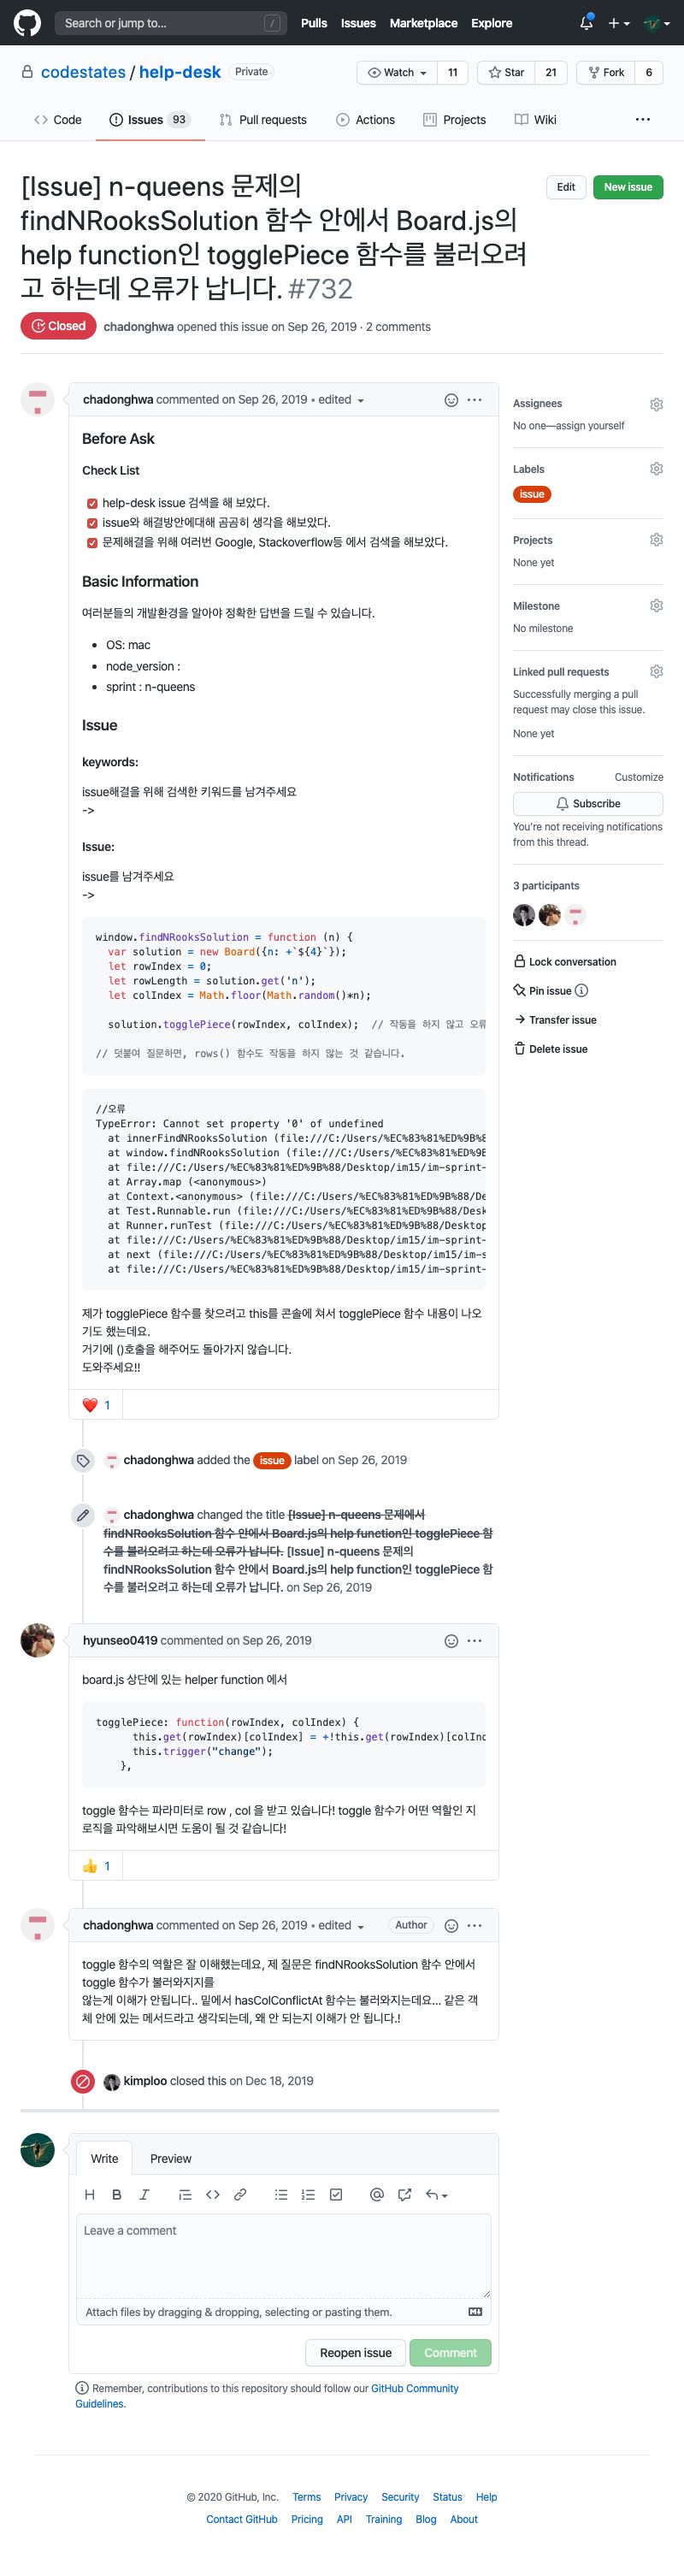 Search or jump to... /
Pulls Issues Marketplace Explore
codestates / help-desk Private
Watch 11 Star 21 Fork 6
Code Issues 93 Pull requests Actions Projects Wiki ...
[Issue] n-queens 문제의
findNRooksSolution 함수 안에서 Board.js의
help function인 togglePiece 함수를 불러오려
고 하는데 오류가 납니다. #732
Edit New issue
Closed chadonghwa opened this issue on Sep 26, 2019 · 2 comments
chadonghwa commented on Sep 26, 2019 • edited
Before Ask
Check List
help-desk issue 검색을 해 보았다.
issue와 해결방안에대해 곰곰히 생각을 해보았다.
문제해결을 위해 여러번 Google, Stackoverflow등 에서 검색을 해보았다.
Basic Information
여러분들의 개발환경을 알아야 정확한 답변을 드릴 수 있습니다.
• OS: mac
• node_version :
• sprint : n-queens
Issue
keywords:
issue해결을 위해 검색한 키워드를 남겨주세요
->
Issue:
issue를 남겨주세요
->
window.findNRooksSolution = function (n) {
var solution = new Board({n: +`${4}`});
let rowIndex = 0;
let rowLength = solution.get('n');
let colIndex = Math.floor(Math.random()*n);
solution.togglePiece(rowIndex, colIndex); // 작동을 하지 않고 오류
// 덧붙여 질문하면, rows() 함수도 작동을 하지 않는 것 같습니다.
//오류
TypeError: Cannot set property '0' of undefined
at innerFindNRooksSolution (file:///C:/Users/%EC%83%81%ED%9B%8
at window.findNRooksSolution (file:///C:/Users/%EC%83%81%ED%9B%
at file:///C:/Users/%EC%83%81%ED%9B%88/Desktop/im15/im-sprint-
at Array.map (<anonymous>)
at Context.<anonymous> (file:///C:/Users/%EC%83%81%ED%9B%88/De
at Test.Runnable.run (file:///C:/Users/%EC%83%81%ED%9B%88/Desk
at Runner.runTest (file:///C:/Users/%EC%83%81%ED%9B%88/Desktop
at file:///C:/Users/%EC%83%81%ED%9B%88/Desktop/im15/im-sprint-
at next (file:///C:/Users/%EC%83%81%ED%9B%88/Desktop/im15/im-s
at file:///C:/Users/%EC%83%81%ED%9B%88/Desktop/im15/im-sprint-
제가 togglePiece 함수를 찾으려고 this를 콘솔에 쳐서 togglePiece 함수 내용이 나오
기도 했는데요.
거기에 ()호출을 해주어도 돌아가지 않습니다.
도와주세요!!
❤️ 1
chadonghwa added the issue label on Sep 26, 2019
chadonghwa changed the title [Issue] n-queens 문제에서
findNRooksSolution 함수 안에서 Board.js의 help function인 togglePiece 함
수를 불러오려고 하는데 오류가 납니다. [Issue] n-queens 문제의
findNRooksSolution 함수 안에서 Board.js의 help function인 togglePiece 함
수를 불러오려고 하는데 오류가 납니다. on Sep 26, 2019
hyunseo0419 commented on Sep 26, 2019
board.js 상단에 있는 helper function 에서
togglePiece: function(rowIndex, colIndex) {
this.get(rowIndex)[colIndex] = +!this.get(rowIndex)[colInd
this.trigger("change");
},
toggle 함수는 파라미터로 row , col 을 받고 있습니다! toggle 함수가 어떤 역할인 지
로직을 파악해보시면 도움이 될 것 같습니다!
👍 1
chadonghwa commented on Sep 26, 2019 • edited Author
toggle 함수의 역할은 잘 이해했는데요, 제 질문은 findNRooksSolution 함수 안에서
toggle 함수가 불러와지지를
않는게 이해가 안됩니다.. 밑에서 hasColConflictAt 함수는 불러와지는데요... 같은 객
체 안에 있는 메서드라고 생각되는데, 왜 안 되는지 이해가 안 됩니다.!
kimploo closed this on Dec 18, 2019
Write Preview
Leave a comment
Attach files by dragging & dropping, selecting or pasting them.
Reopen issue Comment
Remember, contributions to this repository should follow our GitHub Community
Guidelines.
Assignees
No one—assign yourself
Labels
issue
Projects
None yet
Milestone
No milestone
Linked pull requests
Successfully merging a pull
request may close this issue.
None yet
Notifications Customize
Subscribe
You're not receiving notifications
from this thread.
3 participants
Lock conversation
Pin issue
Transfer issue
Delete issue
© 2020 GitHub, Inc. Terms Privacy Security Status Help
Contact GitHub Pricing API Training Blog About